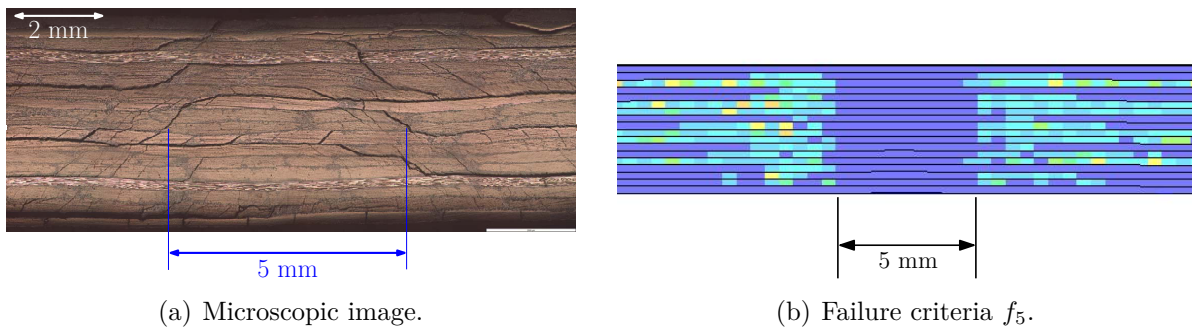 2 mm
5 mm
5 mm
(a) Microscopic image.
(b) Failure criteria f₅.